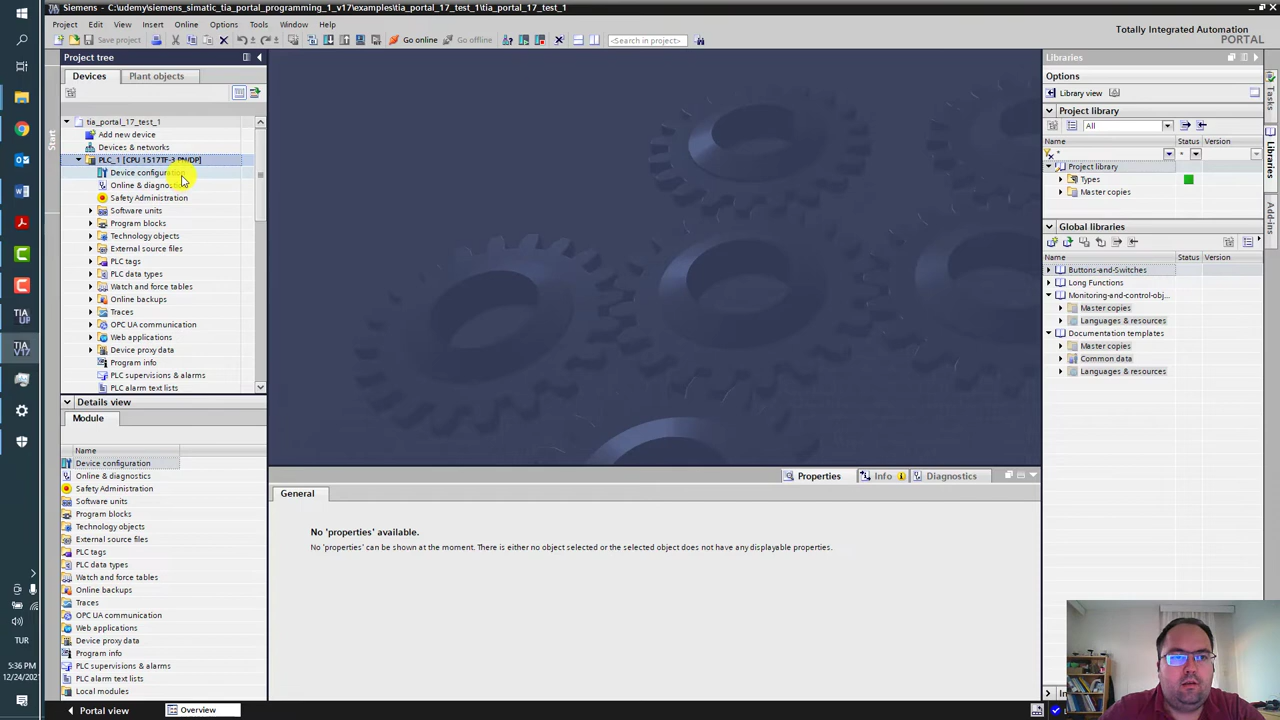 Siemens - C:\udemy\siemens_simatic_tia_portal_programming_1_v17\examples\tia_portal_17_test_1\tia_portal_17_test_1
Project Edit View Insert Online Options Tools Window Help
Totally Integrated Automation
PORTAL
Save project
Go online
Go offline
<Search in project>
Project tree
Devices
Plant objects
Start
tia_portal_17_test_1
Add new device
Devices & networks
PLC_1 [CPU 1517TF-3 PN/DP]
Device configuration
Online & diagnostics
Safety Administration
Software units
Program blocks
Technology objects
External source files
PLC tags
PLC data types
Watch and force tables
Online backups
Traces
OPC UA communication
Web applications
Device proxy data
Program info
PLC supervisions & alarms
PLC alarm text lists
Details view
Module
Name
Device configuration
Online & diagnostics
Safety Administration
Software units
Program blocks
Technology objects
External source files
PLC tags
PLC data types
Watch and force tables
Online backups
Traces
OPC UA communication
Web applications
Device proxy data
Program info
PLC supervisions & alarms
PLC alarm text lists
Local modules
Properties
Info
Diagnostics
General
No 'properties' available.
No 'properties' can be shown at the moment. There is either no object selected or the selected object does not have any displayable properties.
Libraries
Options
Library view
Project library
All
Name Status Version
Project library
Types
Master copies
Global libraries
Name Status Version
Buttons-and-Switches
Long Functions
Monitoring-and-control-obj...
Master copies
Languages & resources
Documentation templates
Master copies
Common data
Languages & resources
Tasks
Libraries
Add-ins
TUR
5:36 PM
12/24/2021
Portal view
Overview